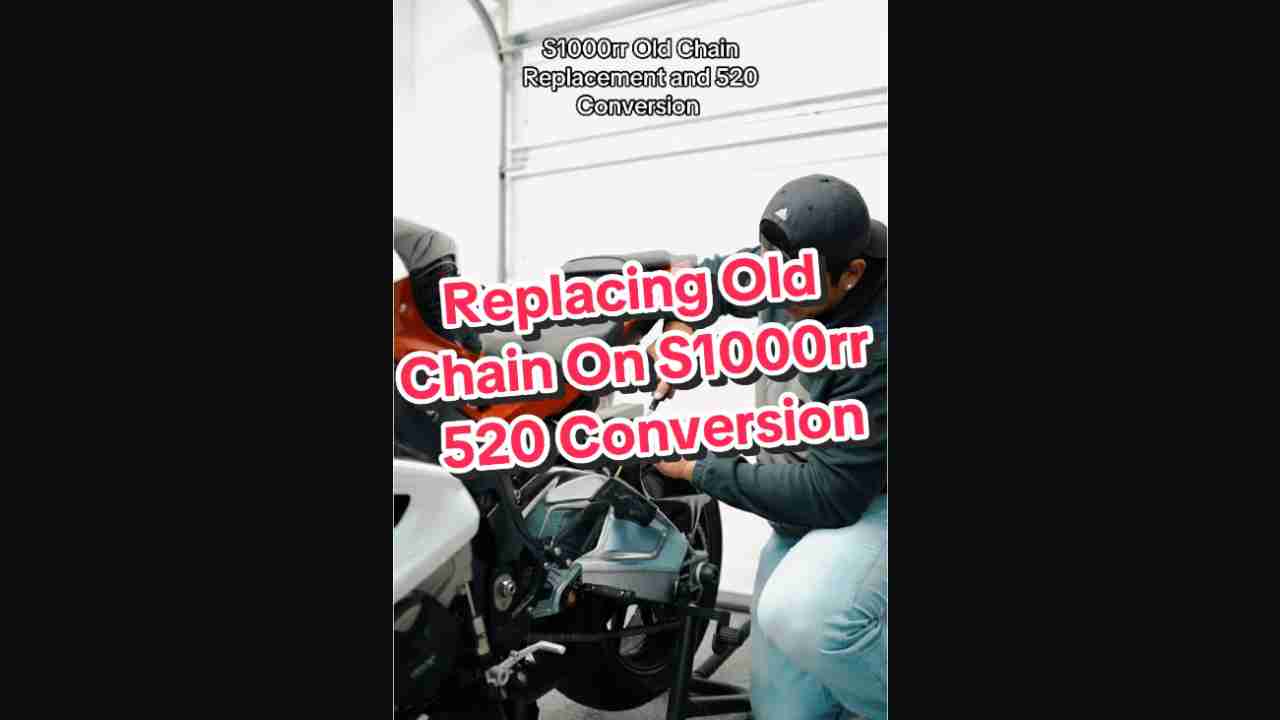 S1000rr Old Chain
Replacement and 520
Conversion
Replacing Old
Chain On S1000rr
520 Conversion